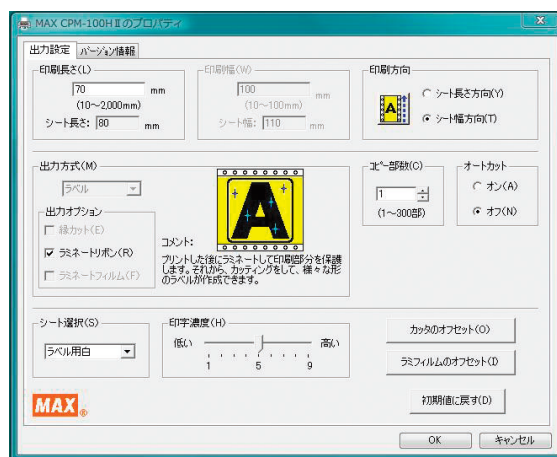 MAX CPM-100HⅡのプロパティ
出力設定
バージョン情報
印刷長さ(L)
70 mm
(10～2,000mm)
シート長さ: 80 mm
印刷幅(W)
100 mm
(10～100mm)
シート幅: 110 mm
印刷方向
A
シート長さ方向(Y)
シート幅方向(T)
出力方式(M)
ラベル
出力オプション
縁カット(E)
ラミネートリボン(R)
ラミネートフィルム(F)
A
コメント:
プリントした後にラミネートして印刷部分を保護
します。それから、カッティングをして、様々な形
のラベルが作成できます。
コピー部数(C)
1
(1～300部)
オートカット
オン(A)
オフ(N)
シート選択(S)
ラベル用白
印字濃度(H)
低い 高い
1 5 9
カッタのオフセット(O)
ラミフィルムのオフセット(I)
初期値に戻す(D)
MAX®
OK
キャンセル